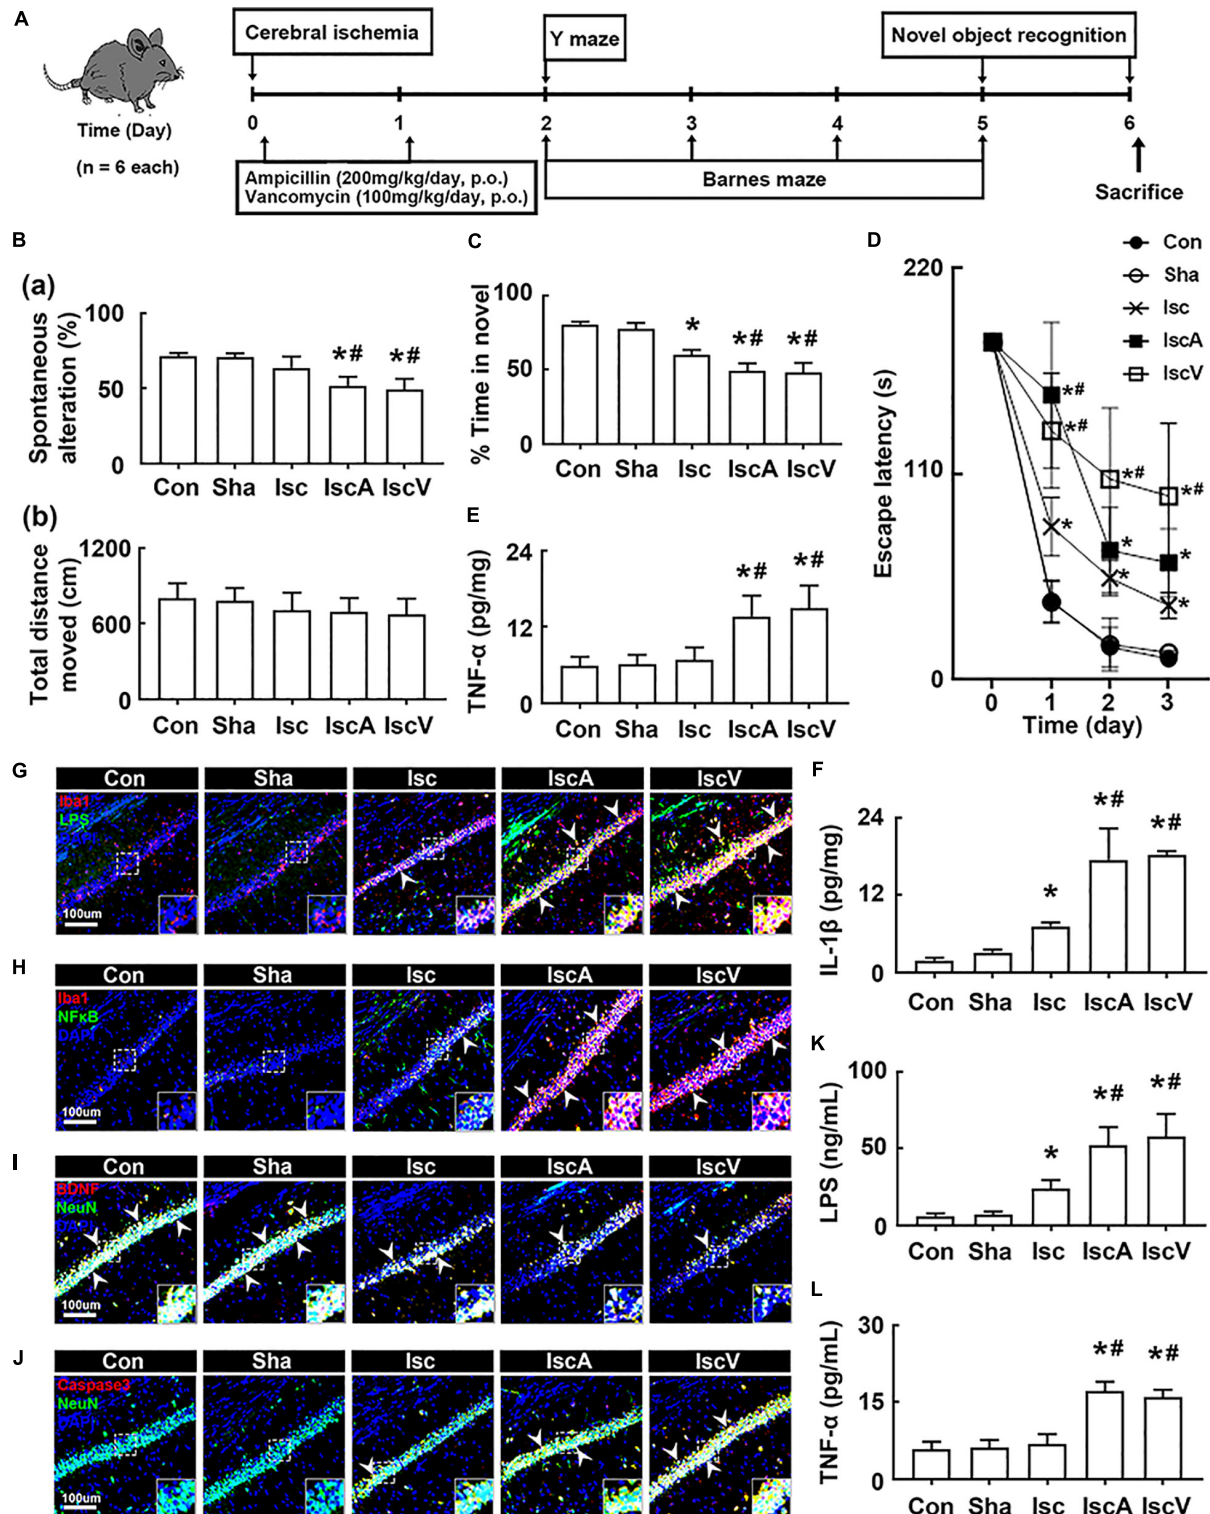 A
Cerebral ischemia
Y maze
Novel object recognition
Time (Day)
(n = 6 each)
0 1 2 3 4 5 6
Ampicillin (200mg/kg/day, p.o.)
Vancomycin (100mg/kg/day, p.o.)
Barnes maze
Sacrifice
B
(a)
Spontaneous
alteration (%)
100
50
0
*# *#
Con Sha Isc IscA IscV
(b)
Total distance
moved (cm)
1200
600
0
Con Sha Isc IscA IscV
C
% Time in novel
100
50
0
* *# *#
Con Sha Isc IscA IscV
D
Con
Sha
Isc
IscA
IscV
Escape latency (s)
220
110
0
*#
*#
*
*#
*
*
*#
*
*
0 1 2 3
Time (day)
E
TNF-α (pg/mg)
24
12
0
*# *#
Con Sha Isc IscA IscV
G
Con Sha Isc IscA IscV
Iba1
LPS
100um
F
IL-1β (pg/mg)
24
12
0
* *# *#
Con Sha Isc IscA IscV
H
Iba1
NFκB
DAPI
100um
K
LPS (ng/mL)
100
50
0
* *# *#
Con Sha Isc IscA IscV
I
Con Sha Isc IscA IscV
BDNF
NeuN
DAPI
100um
L
TNF-α (pg/mL)
30
15
0
*# *#
Con Sha Isc IscA IscV
J
Con Sha Isc IscA IscV
Caspase3
NeuN
DAPI
100um